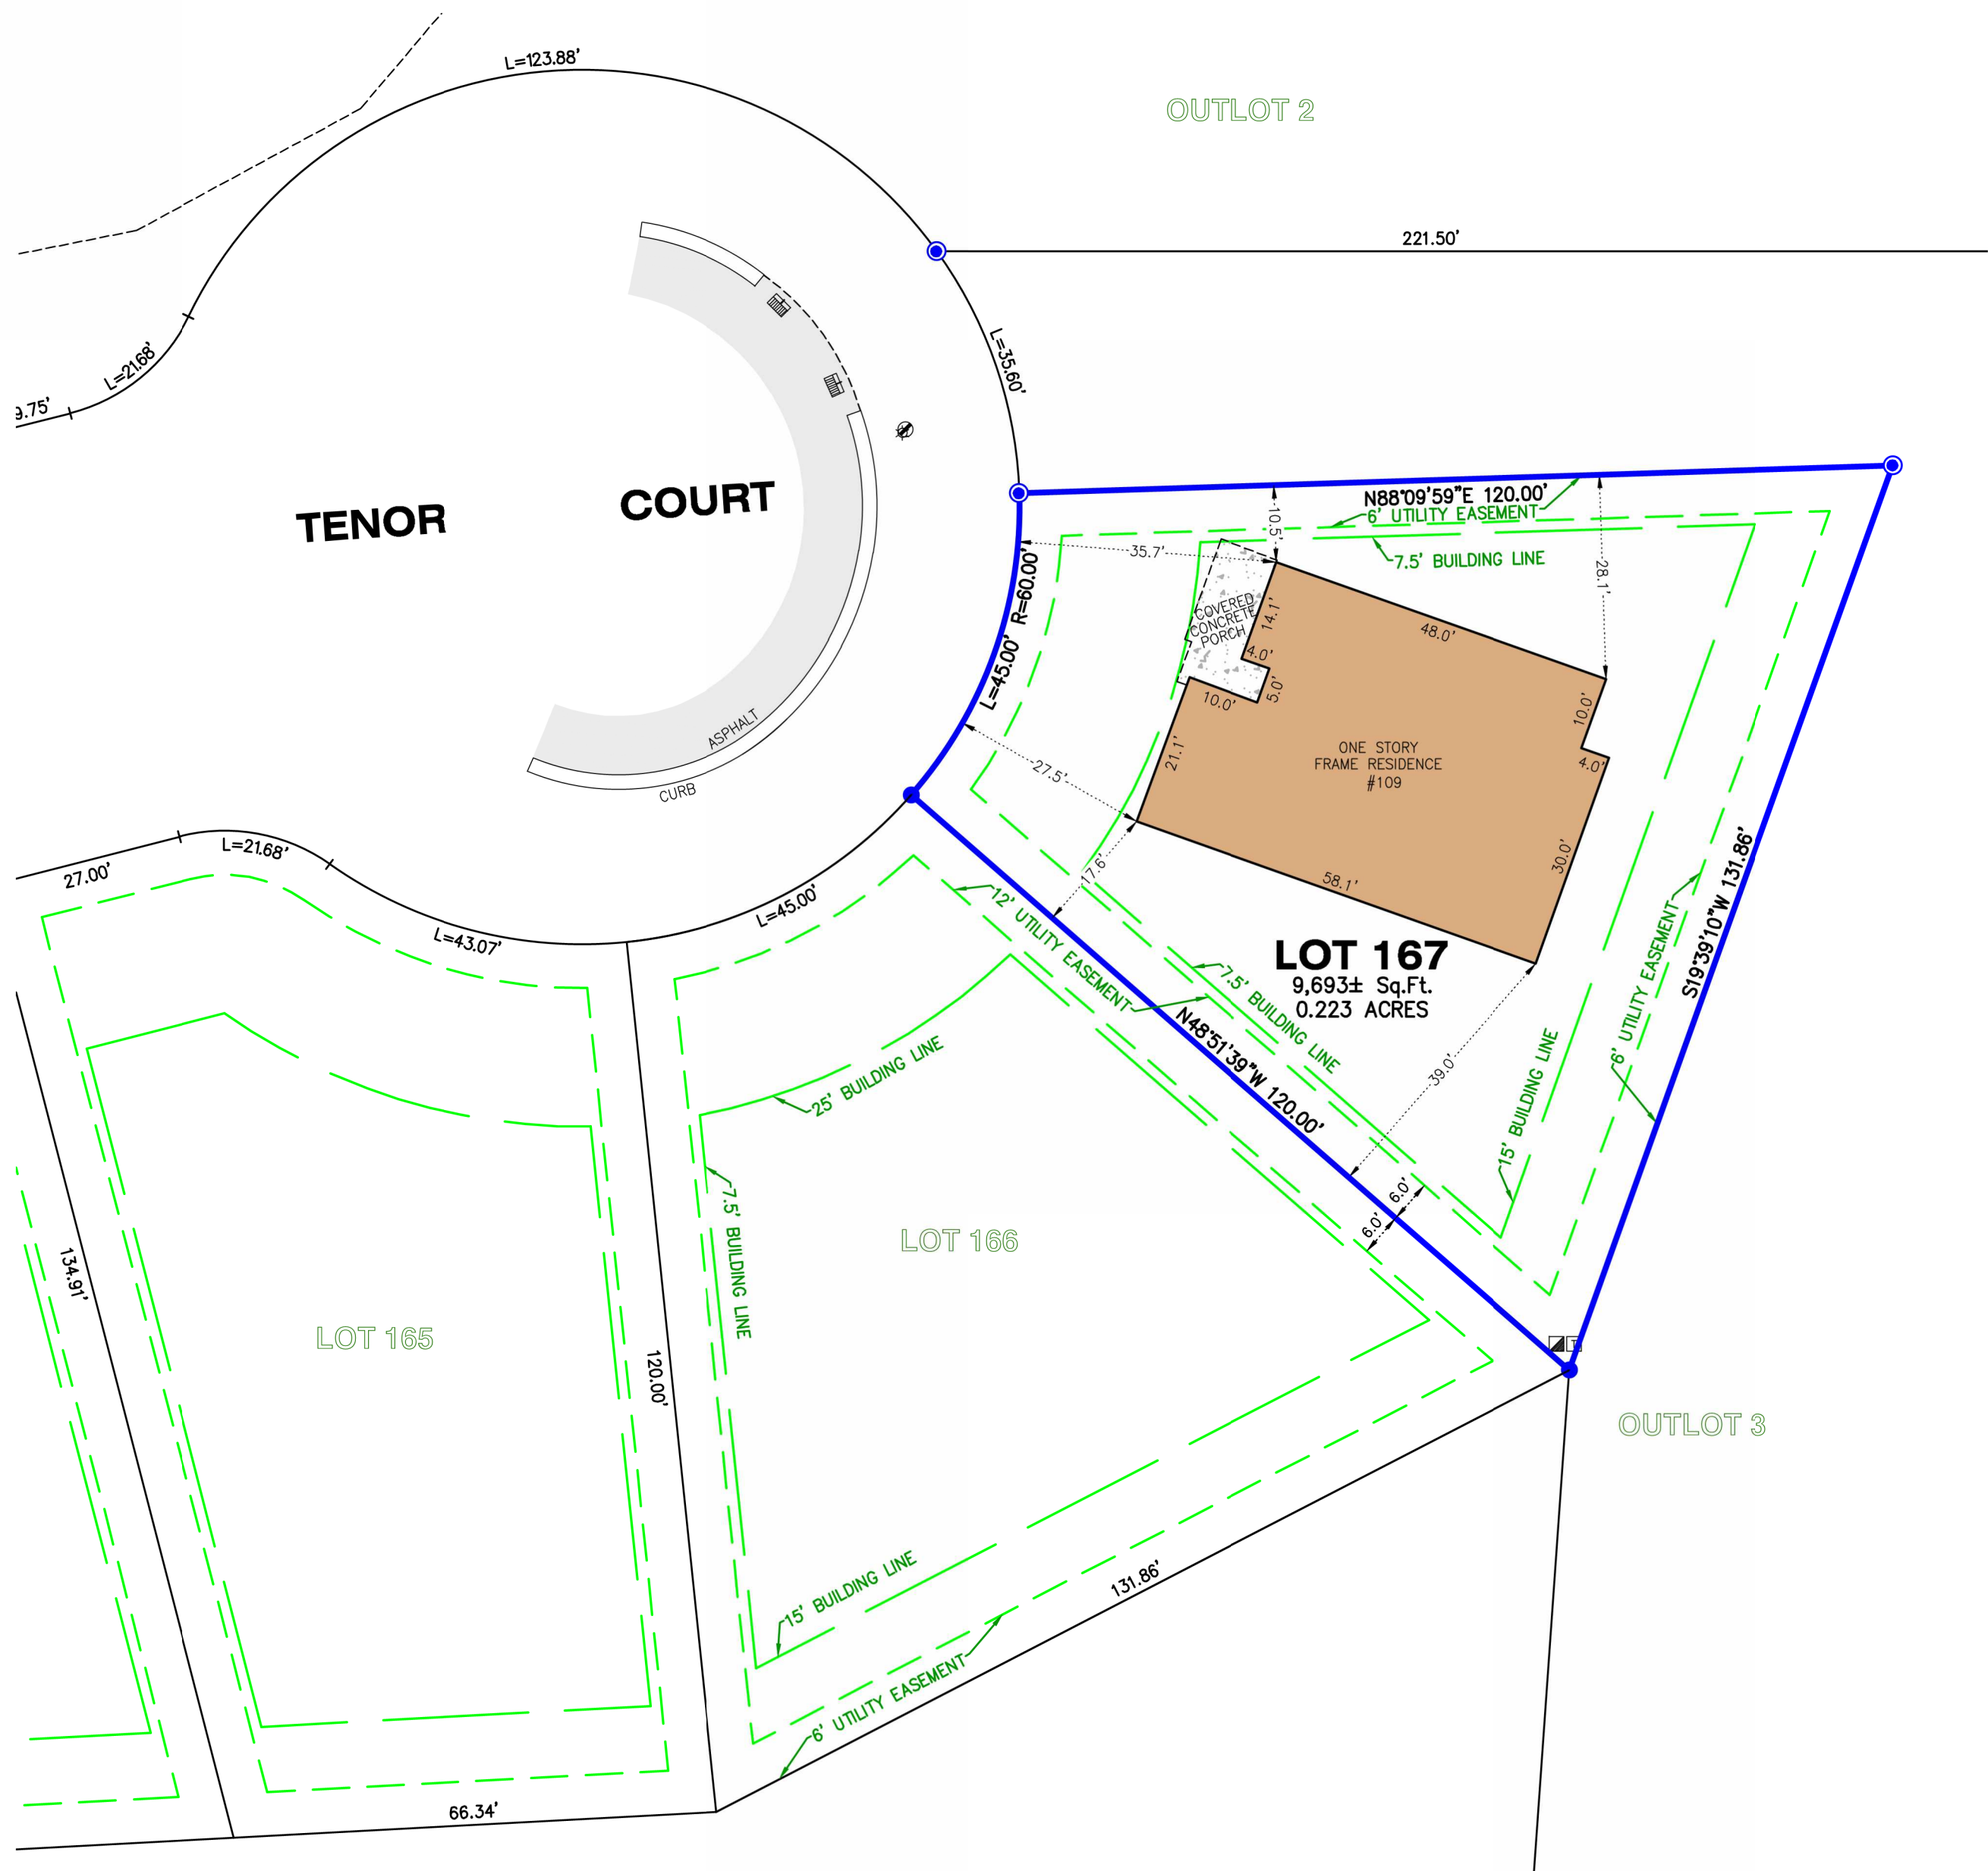 L=123.88'
OUTLOT 2
221.50'
L=35.60'
L=21.68'
9.75'
TENOR COURT
N88°09'59"E 120.00'
6' UTILITY EASEMENT
7.5' BUILDING LINE
10.5'
35.7'
28.1'
L=45.00' R=60.00'
COVERED
CONCRETE
PORCH
14.1'
4.0'
5.0'
10.0'
48.0'
10.0'
4.0'
21.1'
27.5'
ONE STORY
FRAME RESIDENCE
#109
30.0'
58.1'
17.6'
ASPHALT
CURB
S19°39'10"W 131.86'
6' UTILITY EASEMENT
15' BUILDING LINE
LOT 167
9,693± Sq.Ft.
0.223 ACRES
7.5' BUILDING LINE
12' UTILITY EASEMENT
N48°51'39"W 120.00'
39.0'
6.0'
6.0'
T
27.00'
L=21.68'
L=43.07'
L=45.00'
25' BUILDING LINE
7.5' BUILDING LINE
LOT 166
134.91'
LOT 165
120.00'
OUTLOT 3
15' BUILDING LINE
131.86'
6' UTILITY EASEMENT
66.34'